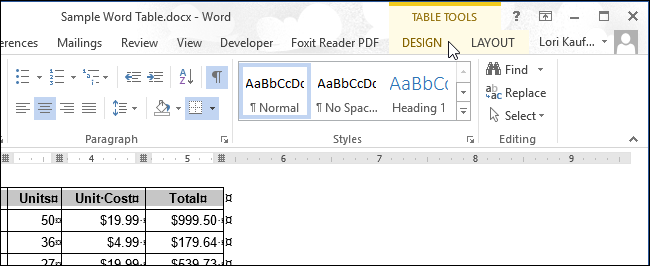 Sample Word Table.docx - Word
TABLE TOOLS
erences Mailings Review View Developer Foxit Reader PDF DESIGN LAYOUT Lori Kauf...
AaBbCcDc AaBbCcDc AaBbCc
¶ Normal ¶ No Spac... Heading 1
Find
Replace
Select
Paragraph Styles Editing
4 5 6 7 8 9
Units¤ Unit·Cost¤ Total¤ ¤
50¤ $19.99¤ $999.50¤ ¤
36¤ $4.99¤ $179.64¤ ¤
27¤ $19.99¤ $539.73¤ ¤